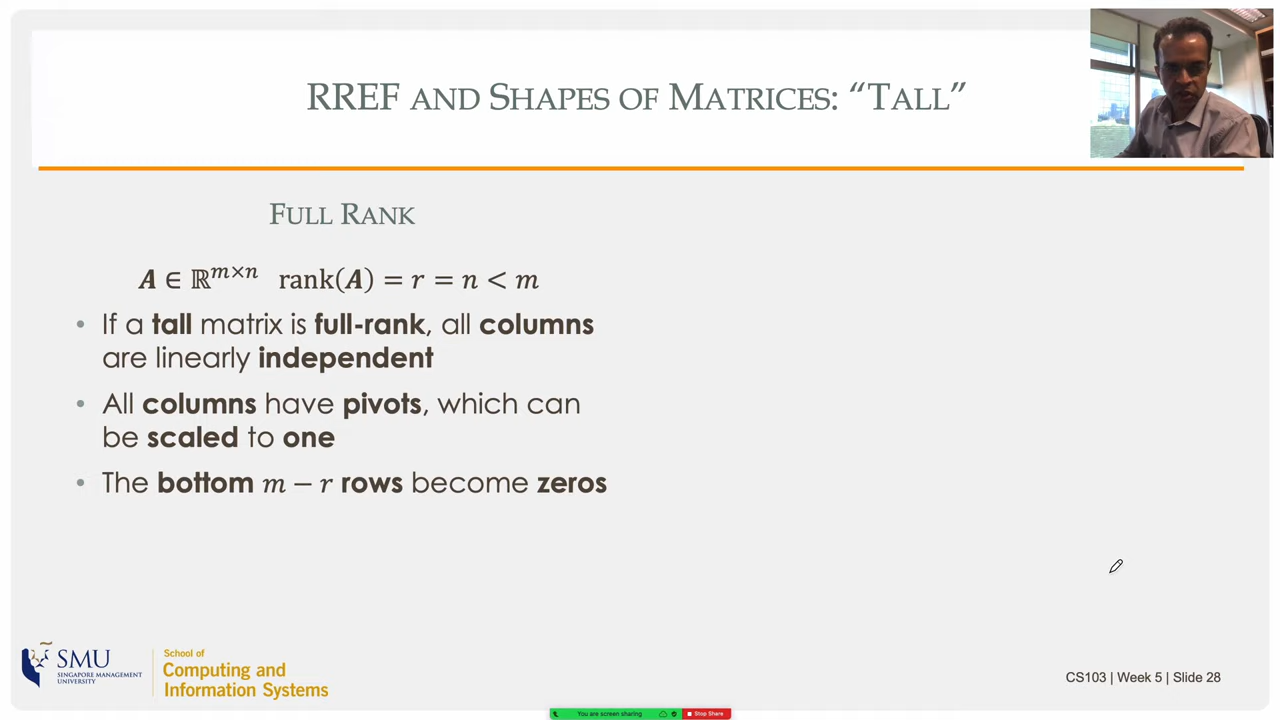 RREF AND SHAPES OF MATRICES: “TALL”
FULL RANK
A ∈ ℝ^{m×n} rank(A) = r = n < m
• If a tall matrix is full-rank, all columns
are linearly independent
• All columns have pivots, which can
be scaled to one
• The bottom m − r rows become zeros
SMU
SINGAPORE MANAGEMENT
UNIVERSITY
School of
Computing and
Information Systems
You are screen sharing
Stop Share
CS103 | Week 5 | Slide 28